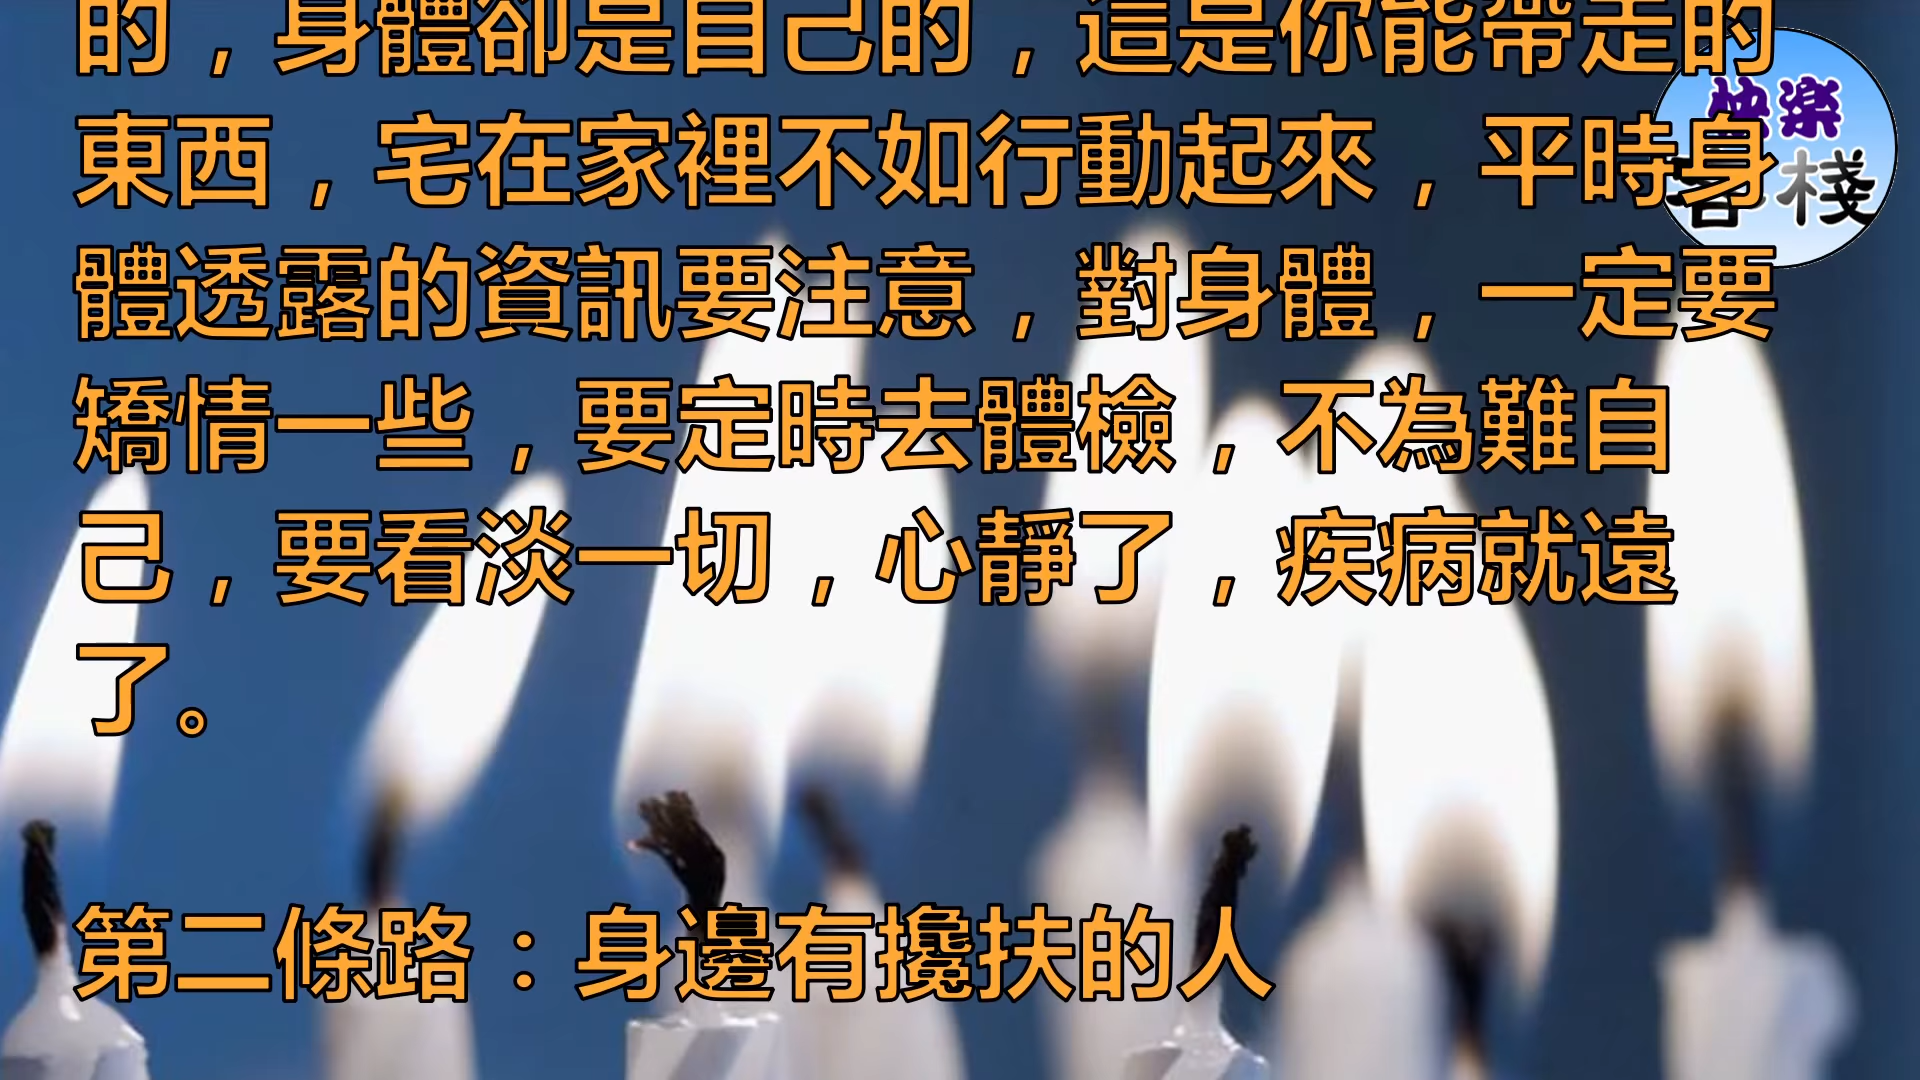 的，身體卻是自己的，這是你能帶走的
東西，宅在家裡不如行動起來，平時身
體透露的資訊要注意，對身體，一定要
矯情一些，要定時去體檢，不為難自
己，要看淡一切，心靜了，疾病就遠
了。
第二條路：身邊有攙扶的人
快樂
客棧